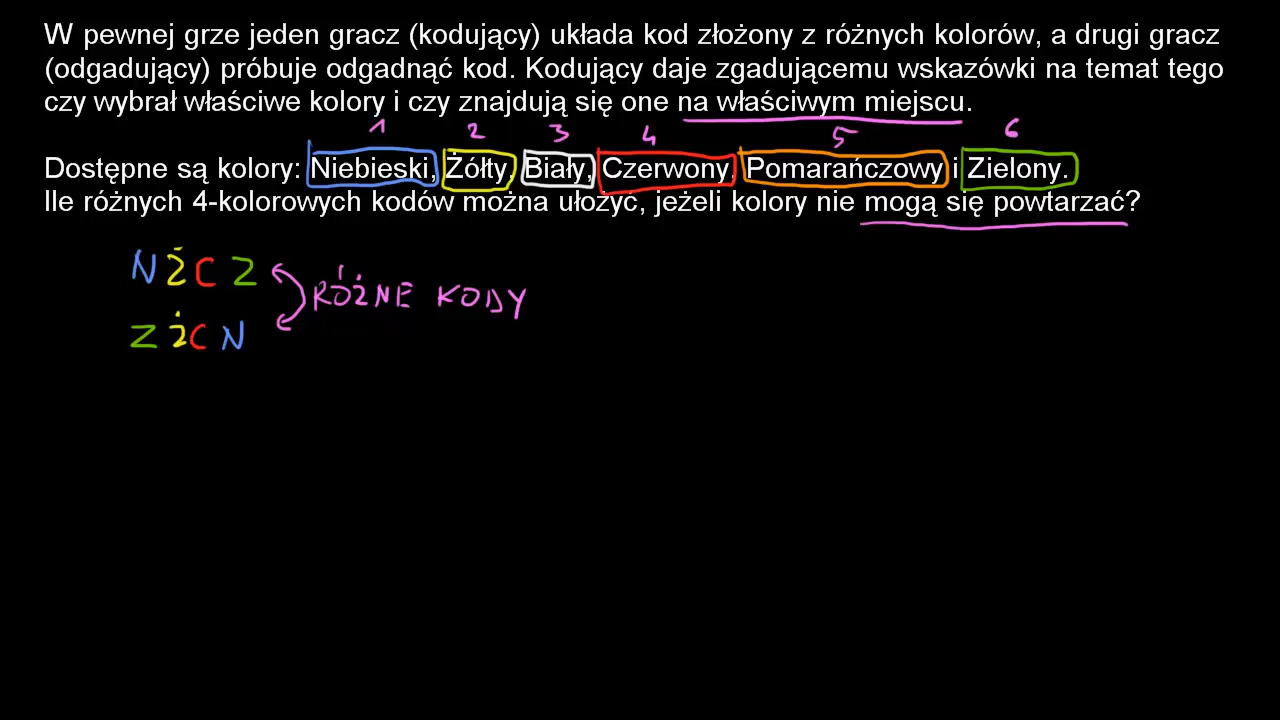 W pewnej grze jeden gracz (kodujący) układa kod złożony z różnych kolorów, a drugi gracz
(odgadujący) próbuje odgadnąć kod. Kodujący daje zgadującemu wskazówki na temat tego
czy wybrał właściwe kolory i czy znajdują się one na właściwym miejscu.
1 2 3 4 5 6
Dostępne są kolory: Niebieski, Żółty, Biały, Czerwony, Pomarańczowy i Zielony.
Ile różnych 4-kolorowych kodów można ułożyć, jeżeli kolory nie mogą się powtarzać?
N Ż C Z
RÓŻNE KODY
Z Ż C N